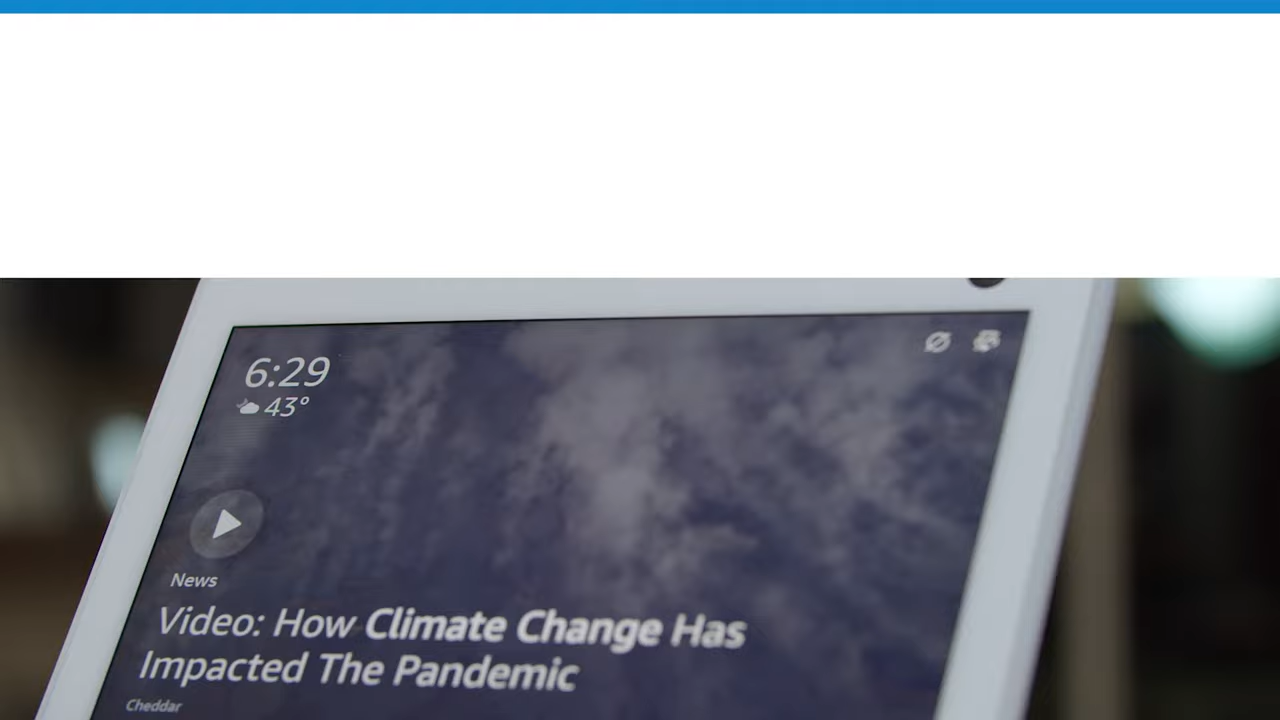 6:29
43°
News
Video: How Climate Change Has
Impacted The Pandemic
Cheddar